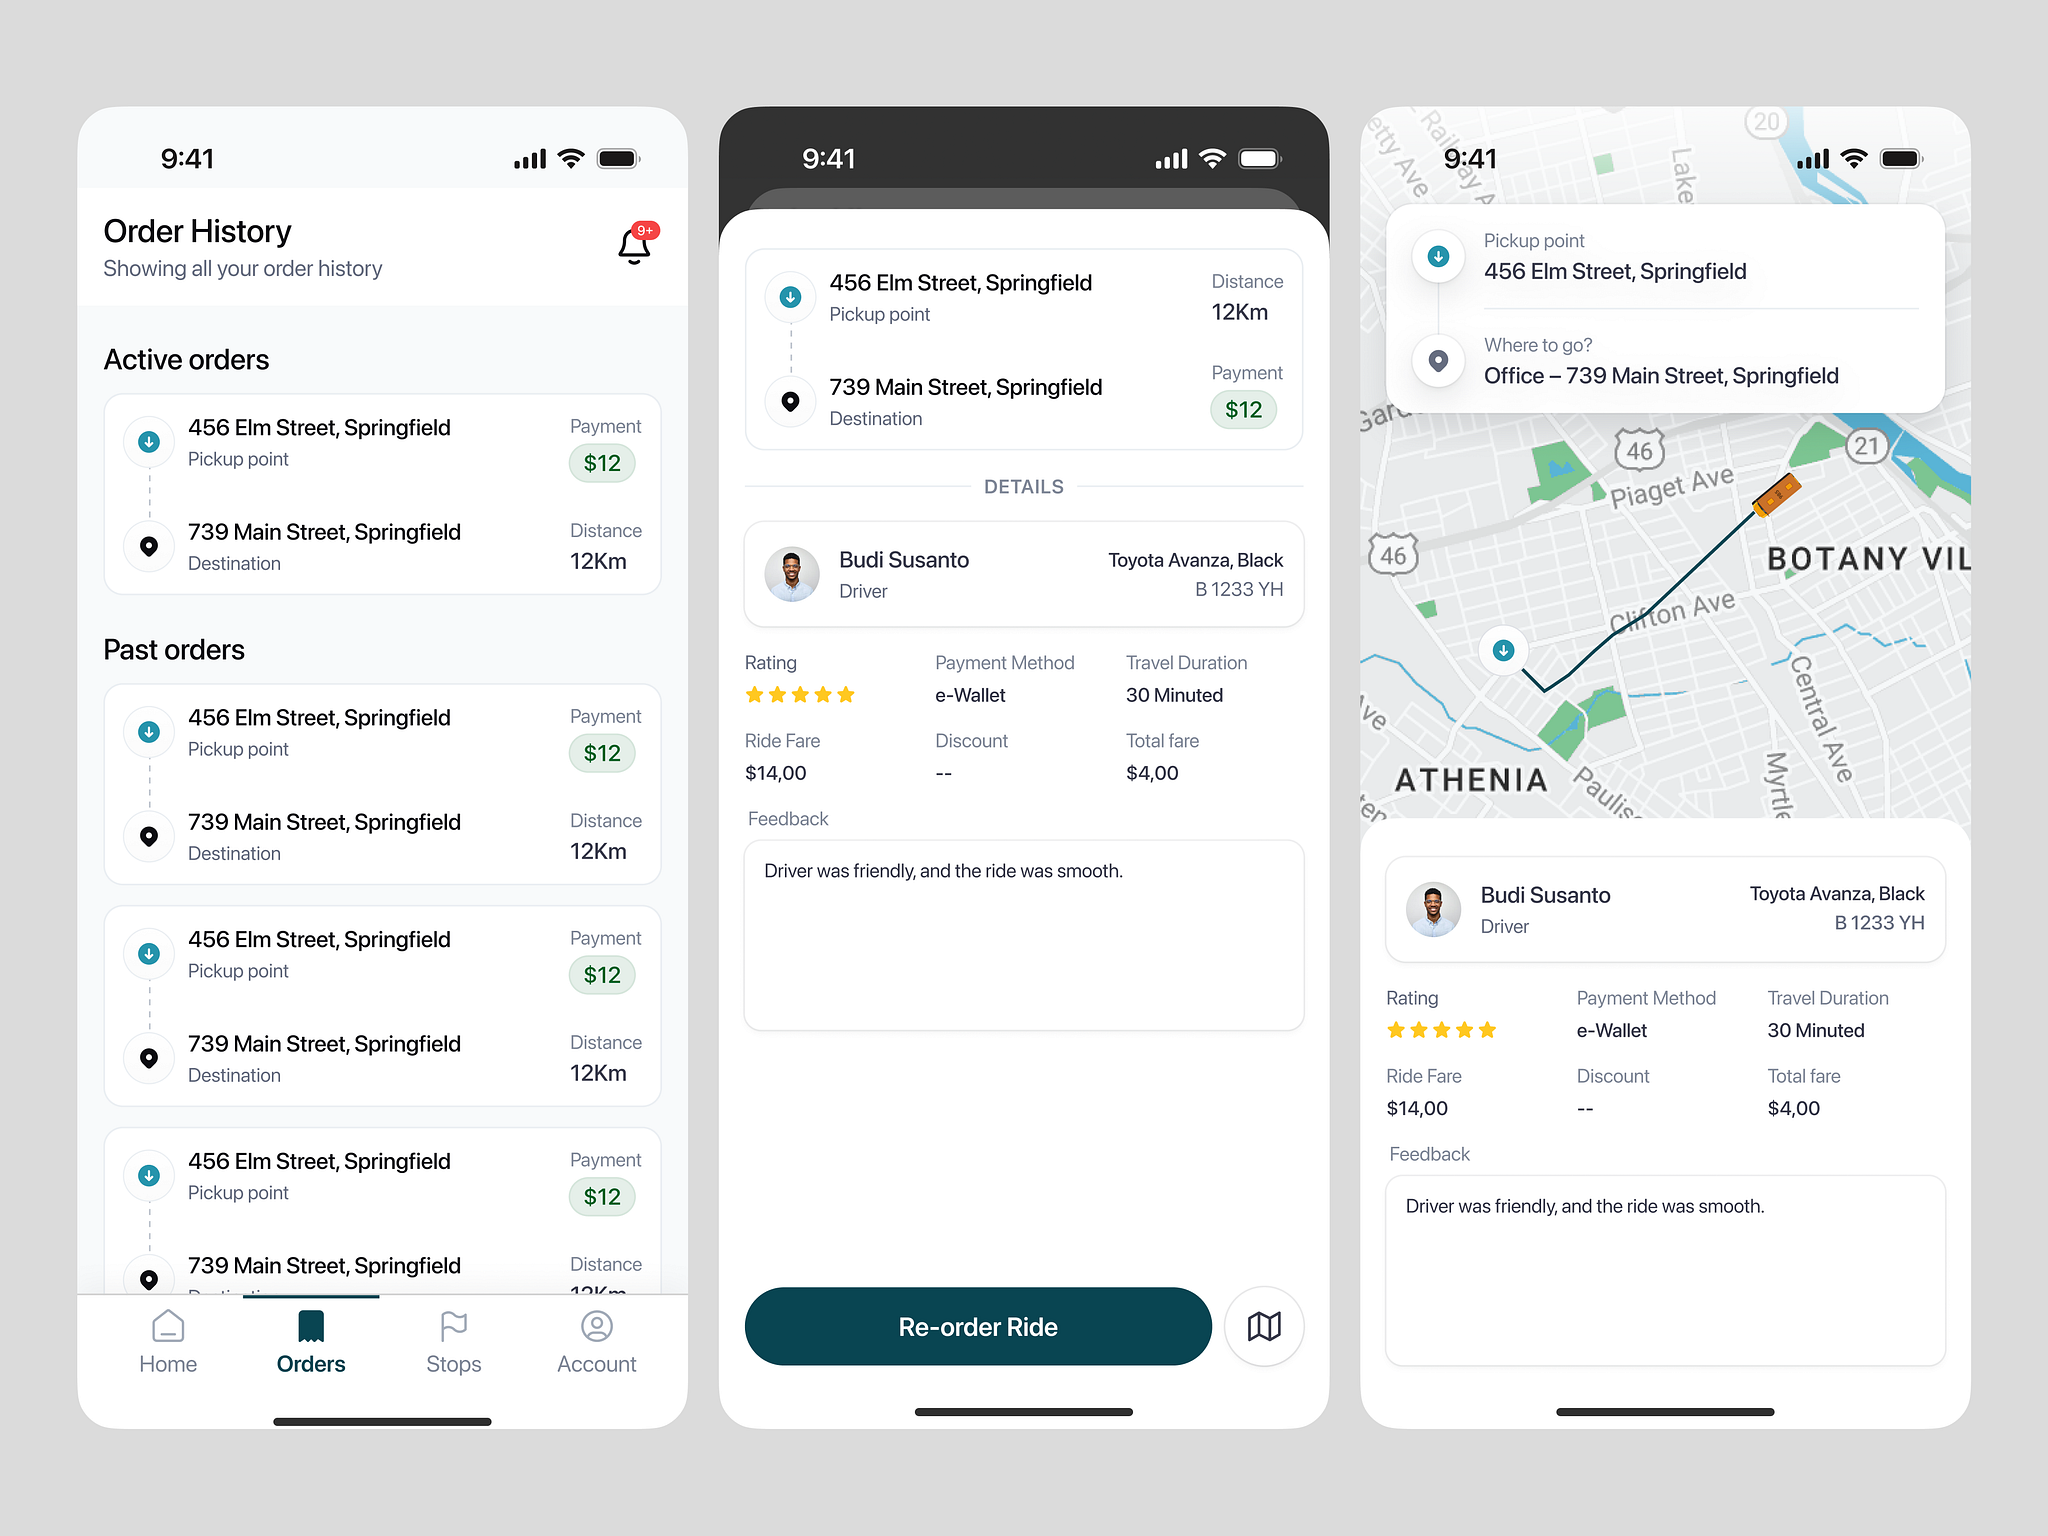 9:41
Order History
9+
Showing all your order history
Active orders
456 Elm Street, Springfield
Pickup point
Payment
$12
739 Main Street, Springfield
Destination
Distance
12Km
Past orders
456 Elm Street, Springfield
Pickup point
Payment
$12
739 Main Street, Springfield
Destination
Distance
12Km
456 Elm Street, Springfield
Pickup point
Payment
$12
739 Main Street, Springfield
Destination
Distance
12Km
456 Elm Street, Springfield
Pickup point
Payment
$12
739 Main Street, Springfield
Distance
12Km
Home
Orders
Stops
Account
9:41
456 Elm Street, Springfield
Pickup point
Distance
12Km
739 Main Street, Springfield
Destination
Payment
$12
DETAILS
Budi Susanto
Driver
Toyota Avanza, Black
B 1233 YH
Rating
Payment Method
e-Wallet
Travel Duration
30 Minuted
Ride Fare
$14,00
Discount
--
Total fare
$4,00
Feedback
Driver was friendly, and the ride was smooth.
Re-order Ride
9:41
etty Ave
Railway A
Lake
20
Pickup point
456 Elm Street, Springfield
Where to go?
Office – 739 Main Street, Springfield
Gard
46
21
Piaget Ave
46
BOTANY VIL
Clifton Ave
Central Ave
Ave
ATHENIA
Paulis
Myrtle
ten
Budi Susanto
Driver
Toyota Avanza, Black
B 1233 YH
Rating
Payment Method
e-Wallet
Travel Duration
30 Minuted
Ride Fare
$14,00
Discount
--
Total fare
$4,00
Feedback
Driver was friendly, and the ride was smooth.